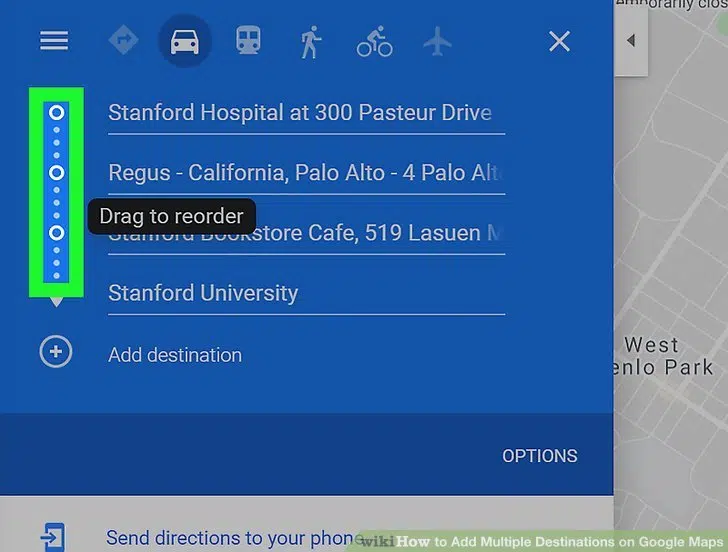 emporarily clos
Stanford Hospital at 300 Pasteur Drive
Regus - California, Palo Alto - 4 Palo Alt
Drag to reorder
Stanford Bookstore Cafe, 519 Lasuen M
Stanford University
Add destination
West
enlo Park
OPTIONS
Send directions to your phone
wikiHow to Add Multiple Destinations on Google Maps